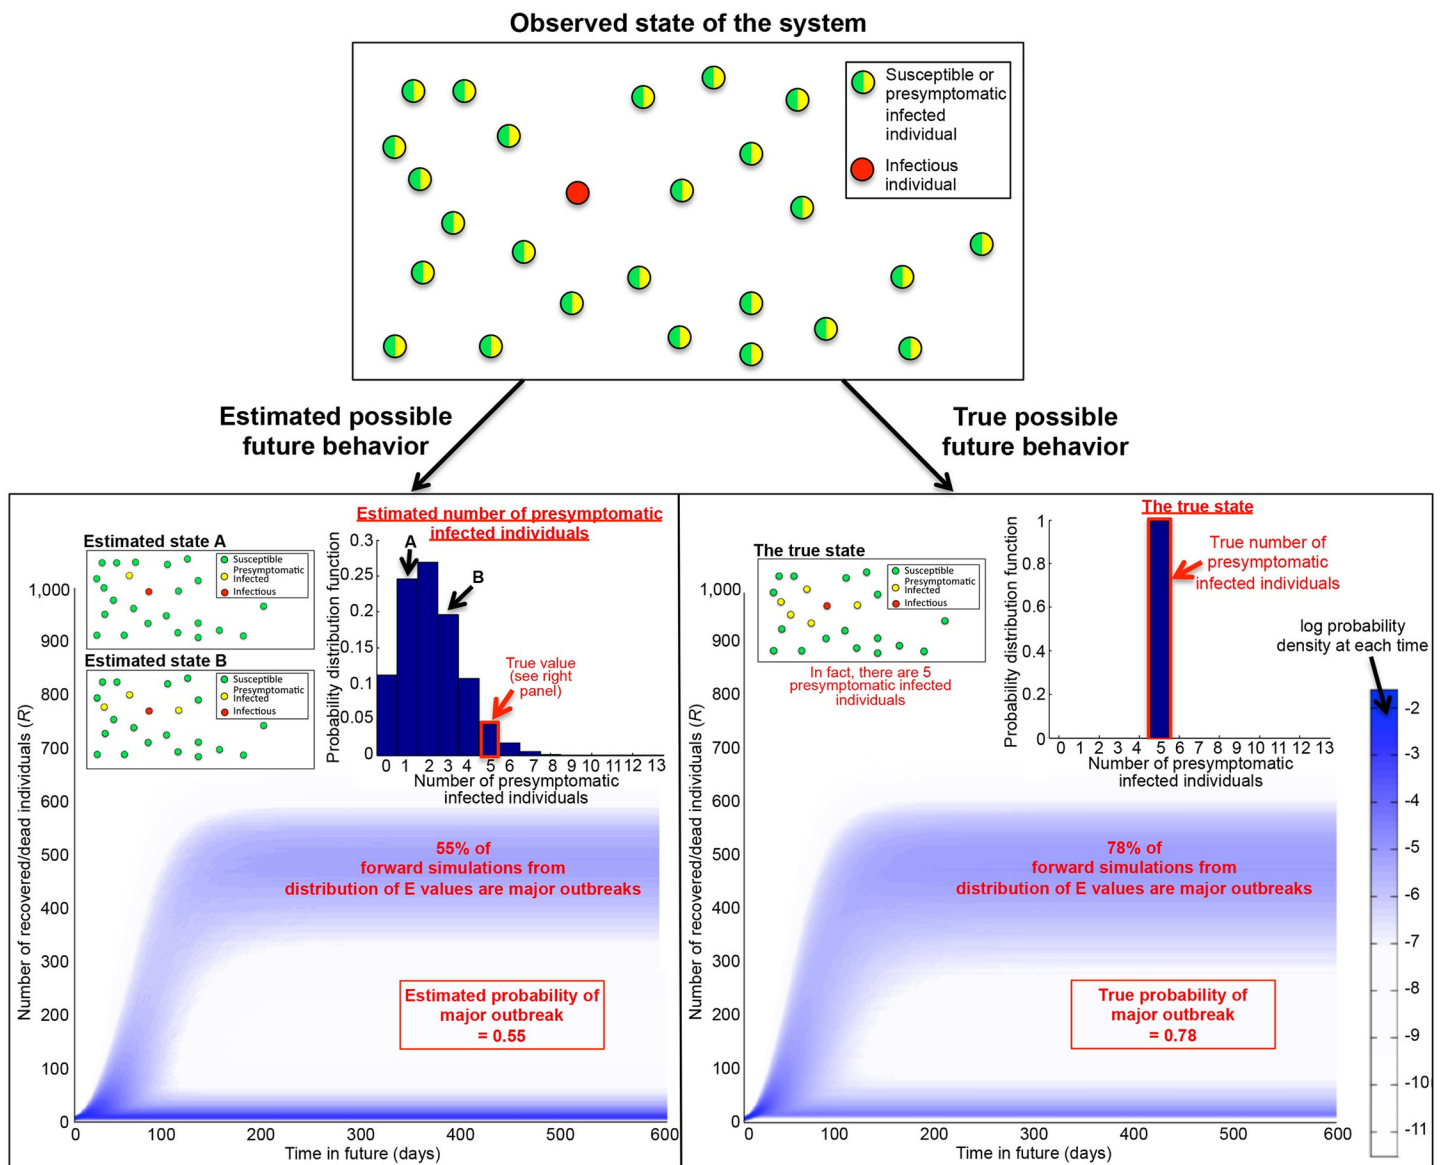 Observed state of the system
Susceptible or
presymptomatic
infected
individual
Infectious
individual
Estimated possible
future behavior
True possible
future behavior
Estimated state A
Susceptible
Presymptomatic
Infected
Infectious
Estimated state B
Susceptible
Presymptomatic
Infected
Infectious
Estimated number of presymptomatic
infected individuals
Probability distribution function
0.3
0.25
0.2
0.15
0.1
0.05
0
A
B
True value
(see right
panel)
0 1 2 3 4 5 6 7 8 9 10 11 12 13
Number of presymptomatic
infected individuals
Number of recovered/dead individuals (R)
1,000
900
800
700
600
500
400
300
200
100
0
55% of
forward simulations from
distribution of E values are major outbreaks
Estimated probability of
major outbreak
= 0.55
0 100 200 300 400 500 600
Time in future (days)
The true state
Susceptible
Presymptomatic
Infected
Infectious
In fact, there are 5
presymptomatic infected
individuals
The true state
Probability distribution function
1
0.8
0.6
0.4
0.2
0
True number of
presymptomatic
infected individuals
0 1 2 3 4 5 6 7 8 9 10 11 12 13
Number of presymptomatic
infected individuals
Number of recovered/dead individuals (R)
1,000
900
800
700
600
500
400
300
200
100
0
78% of
forward simulations from
distribution of E values are major outbreaks
True probability of
major outbreak
= 0.78
0 100 200 300 400 500 600
Time in future (days)
log probability
density at each time
-2
-3
-4
-5
-6
-7
-8
-9
-10
-11